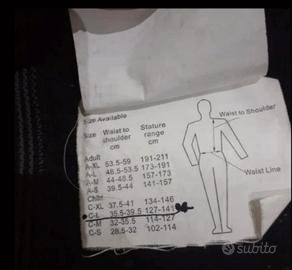 Size Available
Size Waist to shoulder cm Stature range cm
Adult
A-XL 53.5-59 191-211
A-L 48.5-53.5 173-191
A-M 44-48.5 157-173
A-S 39.5-44 141-157
Child
C-XL 37.5-41 134-146
C-L 35.5-39.5 127-141
C-M 32-35.5 114-127
C-S 28.5-32 102-114
Waist to Shoulder
Waist Line
subito